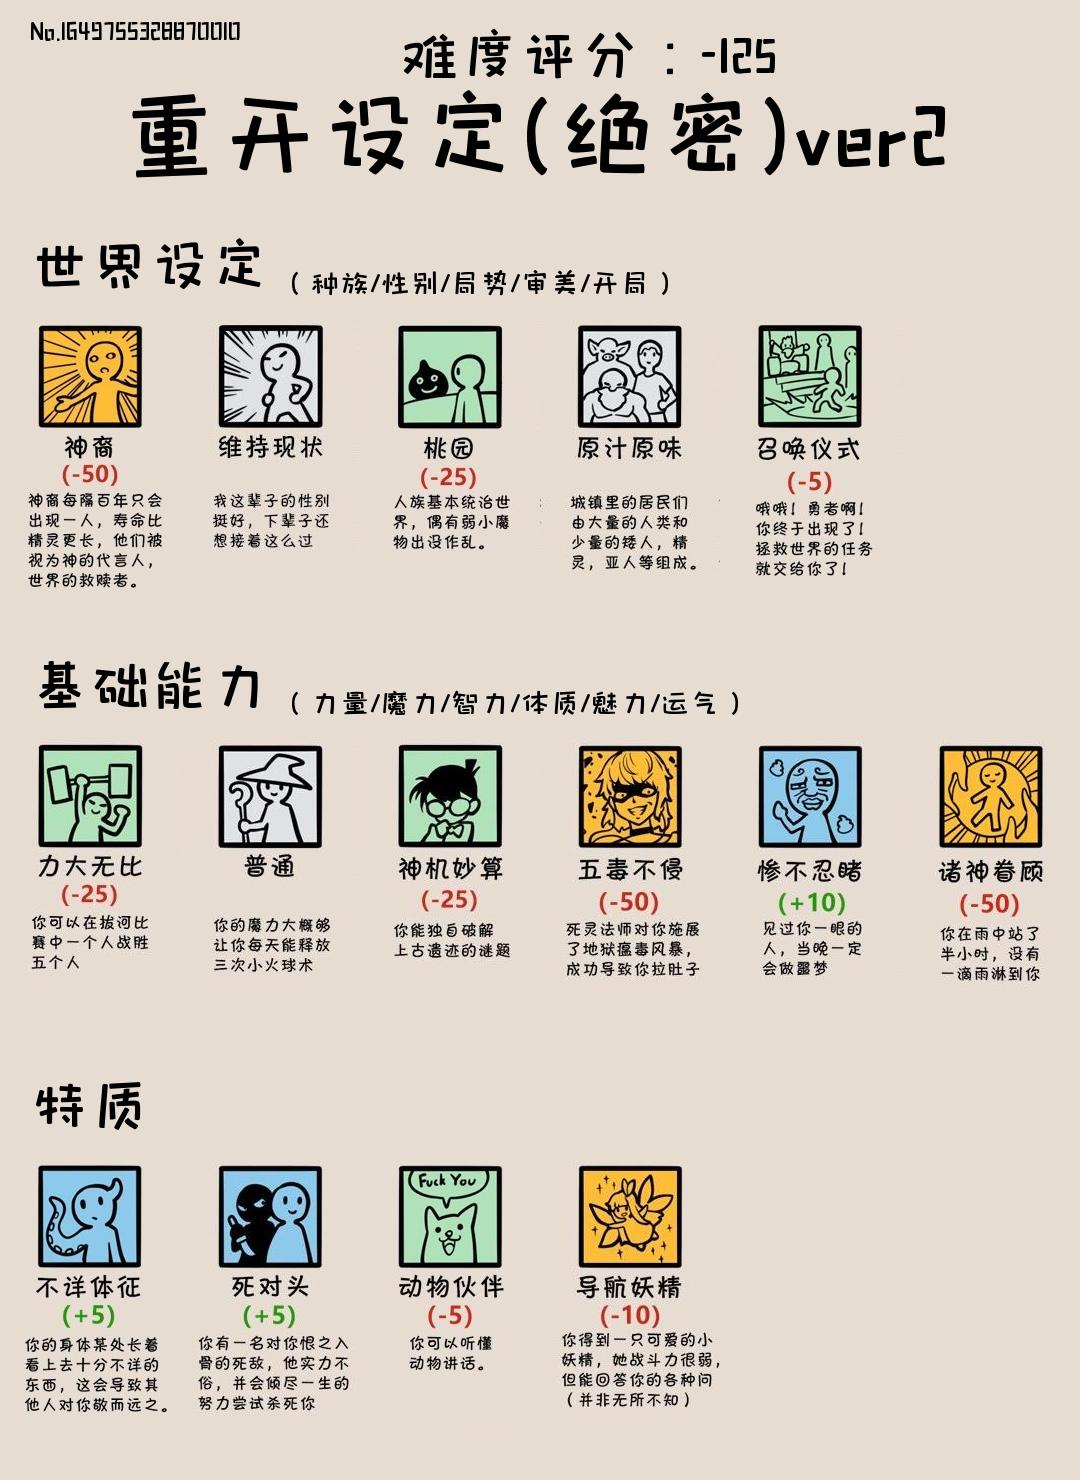 No.1649755328870010
难度评分：-125
重开设定(绝密)ver2
世界设定
（种族/性别/局势/审美/开局）
神裔
(-50)
神裔每隔百年只会
出现一人，寿命比
精灵更长，他们被
视为神的代言人，
世界的救赎者。
维持现状
我这辈子的性别
挺好，下辈子还
想接着这么过
桃园
(-25)
人族基本统治世
界，偶有弱小魔
物出没作乱。
原汁原味
城镇里的居民们
由大量的人类和
少量的矮人，精
灵，亚人等组成。
召唤仪式
(-5)
哦哦！勇者啊！
你终于出现了！
拯救世界的任务
就交给你了！
基础能力
（力量/魔力/智力/体质/魅力/运气）
力大无比
(-25)
你可以在拔河比
赛中一个人战胜
五个人
普通
你的魔力大概够
让你每天能释放
三次小火球术
神机妙算
(-25)
你能独自破解
上古遗迹的谜题
五毒不侵
(-50)
死灵法师对你施展
了地狱瘟毒风暴，
成功导致你拉肚子
惨不忍睹
(+10)
见过你一眼的
人，当晚一定
会做噩梦
诸神眷顾
(-50)
你在雨中站了
半小时，没有
一滴雨淋到你
特质
不详体征
(+5)
你的身体某处长着
看上去十分不详的
东西，这会导致其
他人对你敬而远之。
死对头
(+5)
你有一名对你恨之入
骨的死敌，他实力不
俗，并会倾尽一生的
努力尝试杀死你
Fuck You
动物伙伴
(-5)
你可以听懂
动物讲话。
导航妖精
(-10)
你得到一只可爱的小
妖精，她战斗力很弱，
但能回答你的各种问
（并非无所不知）